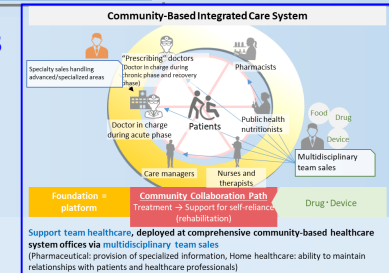 Community-Based Integrated Care System
"Prescribing" doctors
(Doctor in charge during
chronic phase and recovery
phase)
Pharmacists
Specialty sales handling
advanced/specialized areas
Food
Drug
Device
Doctor in charge
during acute phase
Patients
Public health
nutritionists
Multidisciplinary
team sales
Care managers
Nurses and
therapists
Foundation =
platform
Community Collaboration Path
Treatment → Support for self-reliance
(rehabilitation)
Drug・Device
Support team healthcare, deployed at comprehensive community-based healthcare
system offices via multidisciplinary team sales
(Pharmaceutical: provision of specialized information, Home healthcare: ability to maintain
relationships with patients and healthcare professionals)